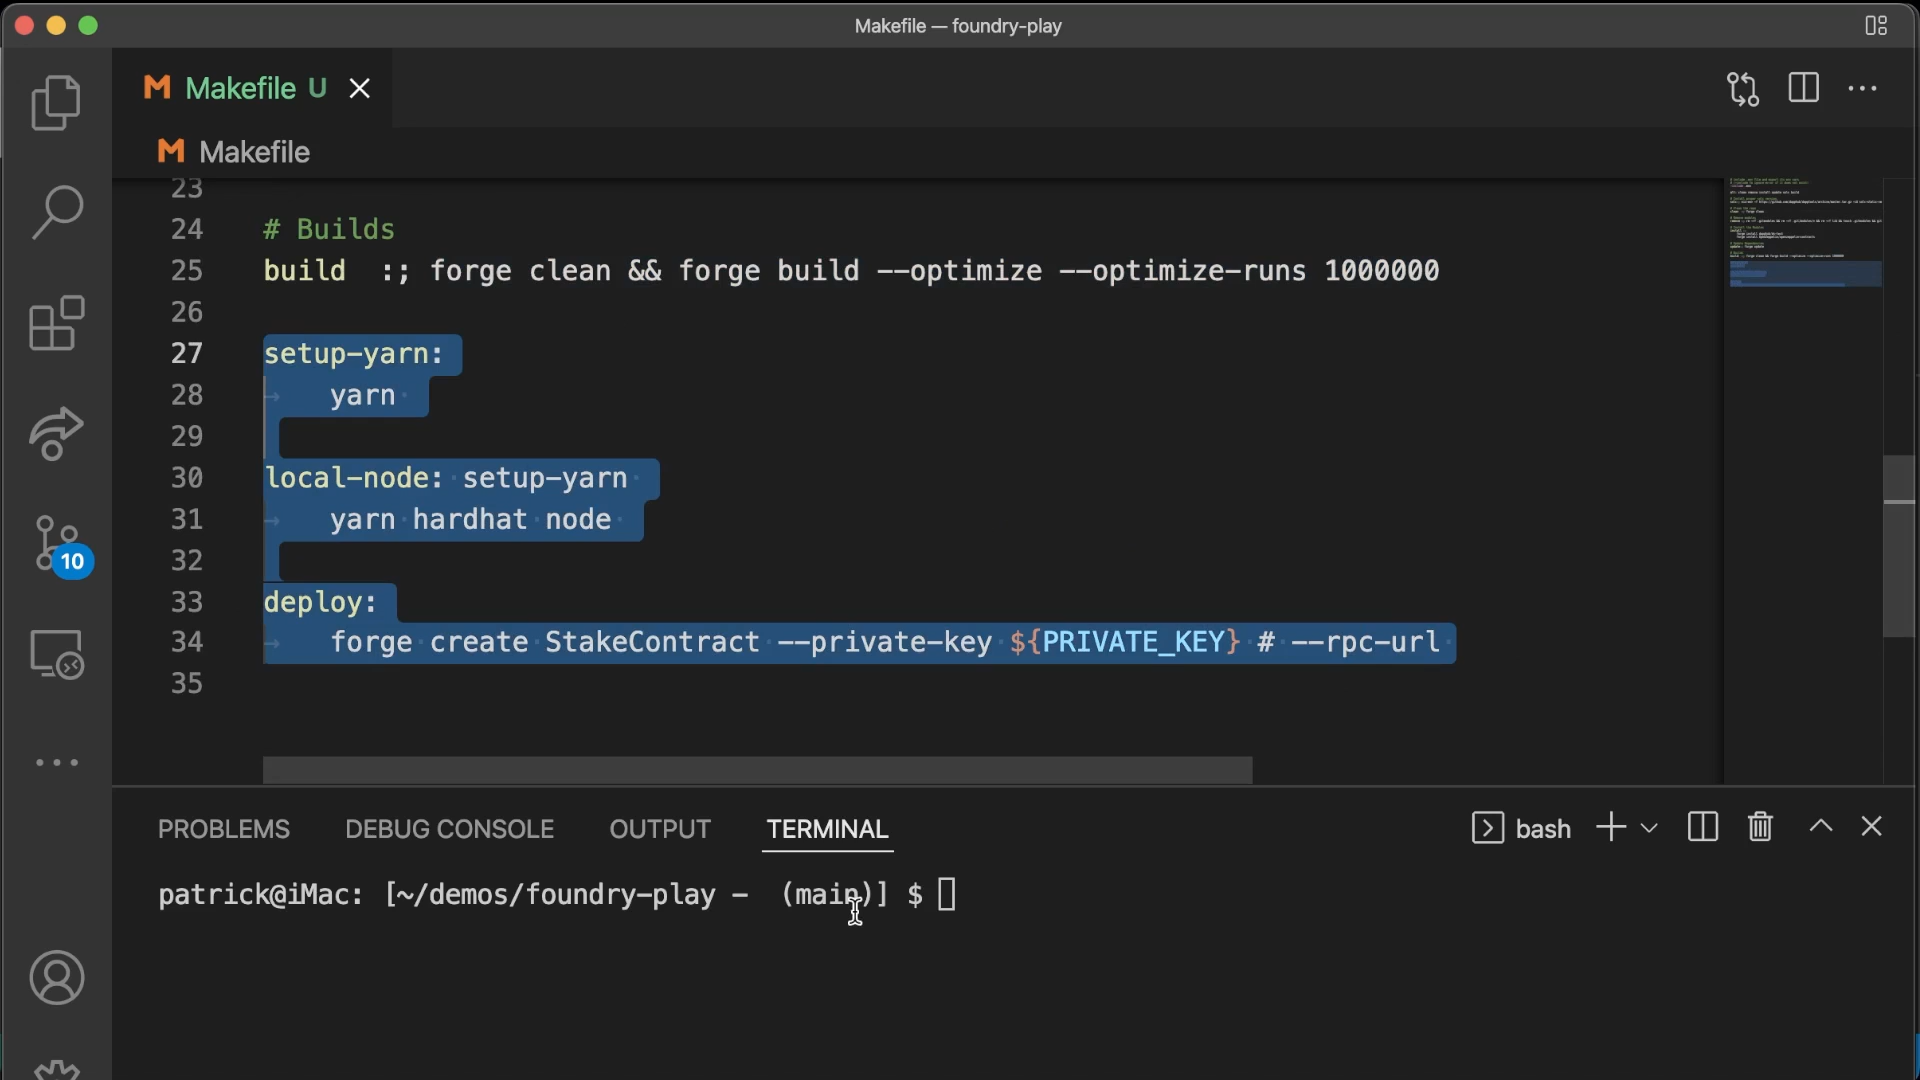 Makefile — foundry-play
Makefile U
Makefile
23
24 # Builds
25 build :; forge clean && forge build --optimize --optimize-runs 1000000
26
27 setup-yarn:
28 yarn
29
30 local-node: setup-yarn
31 yarn hardhat node
32
33 deploy:
34 forge create StakeContract --private-key ${PRIVATE_KEY} # --rpc-url
35
10
PROBLEMS DEBUG CONSOLE OUTPUT TERMINAL bash
patrick@iMac: [~/demos/foundry-play - (main)] $